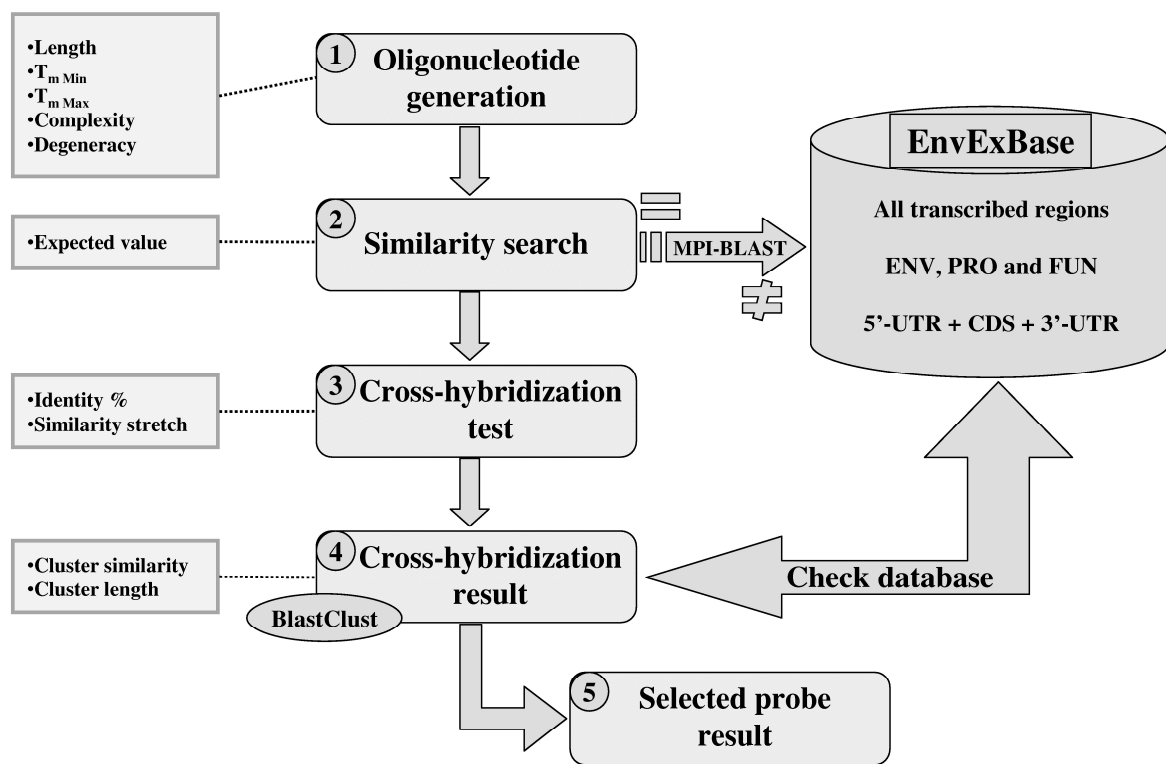 •Length
•Tm Min
•Tm Max
•Complexity
•Degeneracy
1
Oligonucleotide
generation
EnvExBase
All transcribed regions
ENV, PRO and FUN
5’-UTR + CDS + 3’-UTR
•Expected value
2
Similarity search
=
MPI-BLAST
≠
•Identity %
•Similarity stretch
3
Cross-hybridization
test
•Cluster similarity
•Cluster length
4
Cross-hybridization
result
BlastClust
Check database
5
Selected probe
result